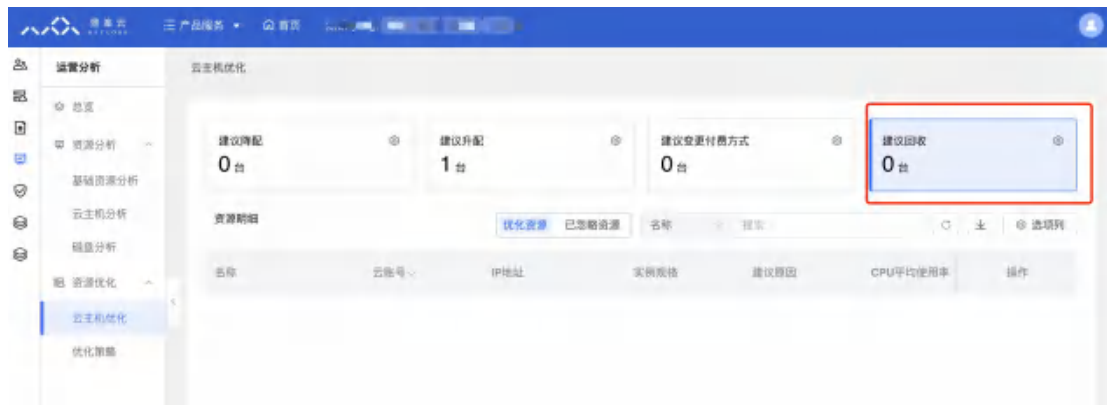 产品服务 首页
运营分析
总览
资源分析
基础资源分析
云主机分析
磁盘分析
资源优化
云主机优化
优化策略
云主机优化
建议降配
0 台
建议升配
1 台
建议变更付费方式
0 台
建议回收
0 台
资源明细 优化资源 已忽略资源 名称 搜索 选项列
名称 云账号 IP地址 实例规格 建议原因 CPU平均使用率 操作